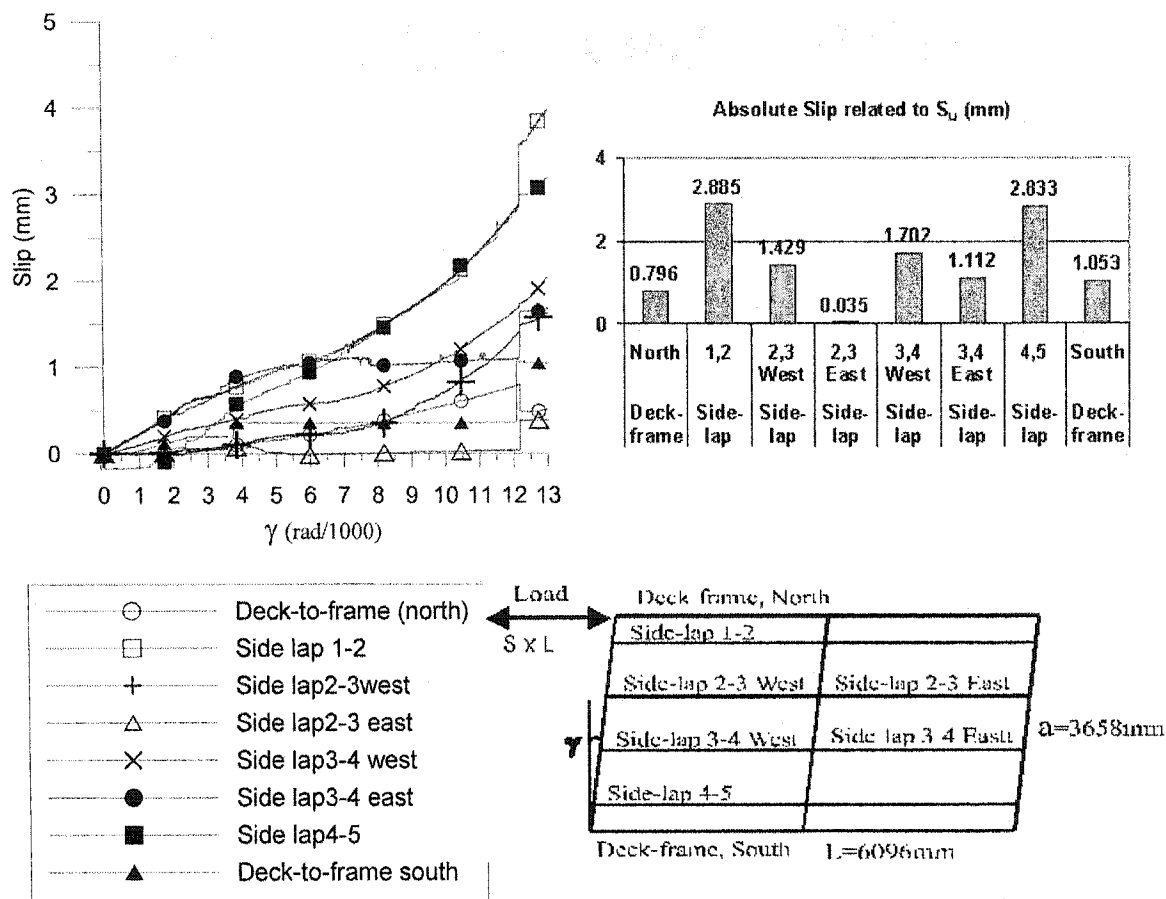 5
4
3
2
1
0
Slip (mm)
0 1 2 3 4 5 6 7 8 9 10 11 12 13
γ (rad/1000)
Absolute Slip related to Sᵤ (mm)
4
2
0
0.796
2.885
1.429
0.035
1.702
1.112
2.833
1.053
North 1,2 2,3 West 2,3 East 3,4 West 3,4 East 4,5 South
Deck-frame Side-lap Side-lap Side-lap Side-lap Side-lap Side-lap Deck-frame
Deck-to-frame (north)
Side lap 1-2
Side lap2-3west
Side lap2-3 east
Side lap3-4 west
Side lap3-4 east
Side lap4-5
Deck-to-frame south
Load
S x L
Deck frame, North
Side-lap 1-2
Side-lap 2-3 West Side-lap 2-3 East
γ
Side-lap 3-4 West Side-lap 3-4 Eastt
a=3658mm
Side-lap 4-5
Deck-frame, South L=6096mm